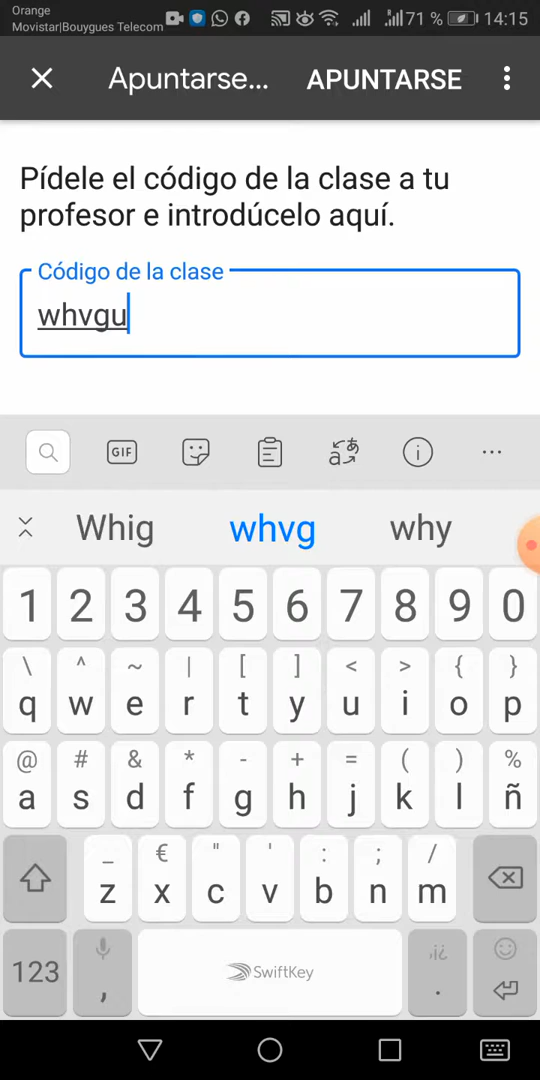 Orange
Movistar|Bouygues Telecom
71 % 14:15
Apuntarse... APUNTARSE
Pídele el código de la clase a tu
profesor e introdúcelo aquí.
Código de la clase
whvgu
GIF
Whig whvg why
1 2 3 4 5 6 7 8 9 0
\ ^ ~ | [ ] < > { }
q w e r t y u i o p
@ # & * - + = ( ) %
a s d f g h j k l ñ
_ € " ' : ; /
z x c v b n m
¡¿
123 , SwiftKey .